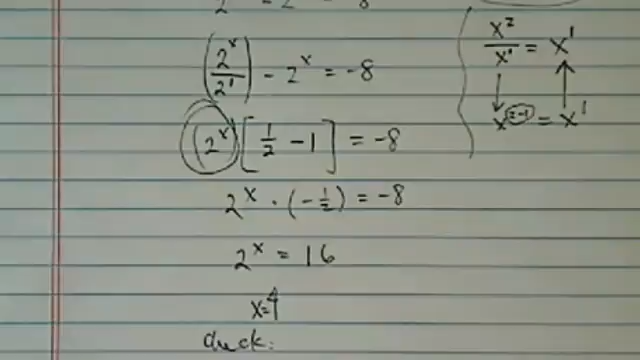 (2^x/2^1) - 2^x = -8
(2^x) [1/2 - 1] = -8
2^x · (-1/2) = -8
2^x = 16
x=4
check:
x^2/x^1 = x^1
x^(2-1) = x^1